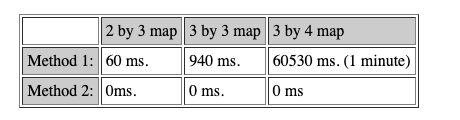 2 by 3 map 3 by 3 map 3 by 4 map
Method 1: 60 ms. 940 ms. 60530 ms. (1 minute)
Method 2: 0ms. 0 ms. 0 ms